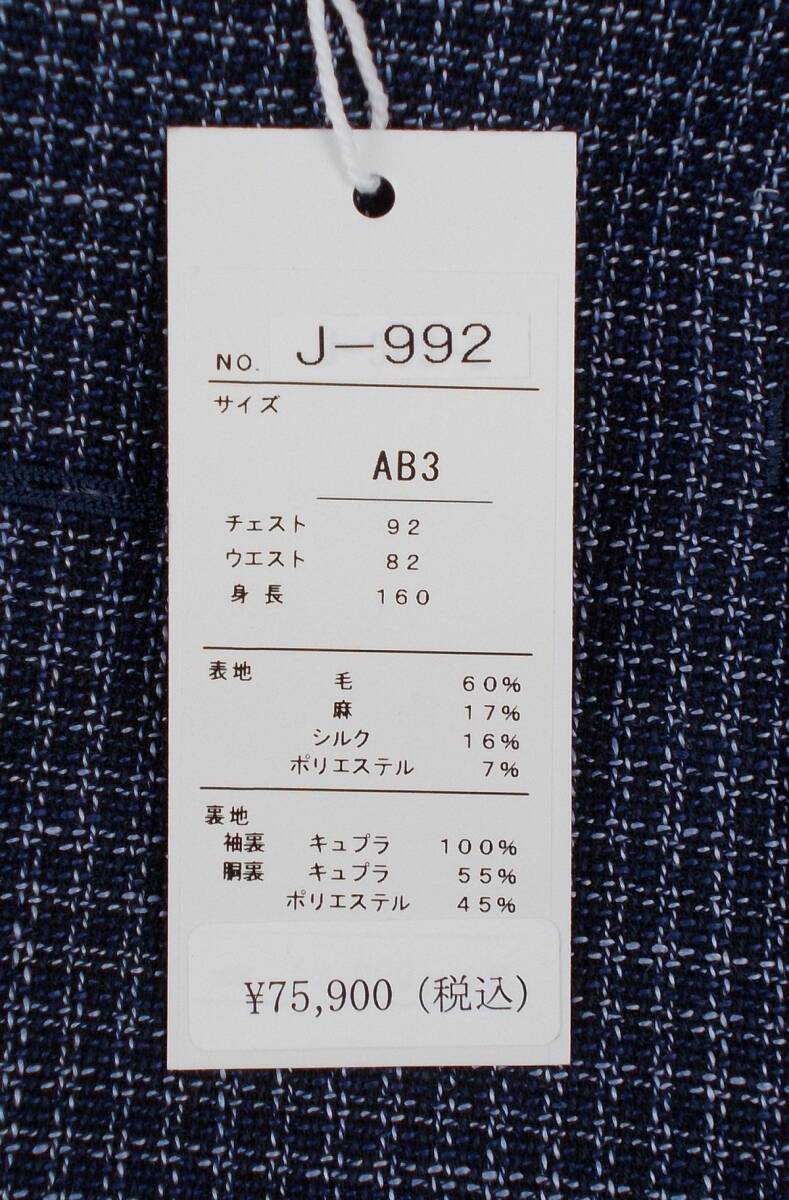 NO. J-992
サイズ
AB3
チェスト 92
ウエスト 82
身長 160
表地 毛 60%
麻 17%
シルク 16%
ポリエステル 7%
裏地
袖裏 キュプラ 100%
胴裏 キュプラ 55%
ポリエステル 45%
¥75,900 (税込)